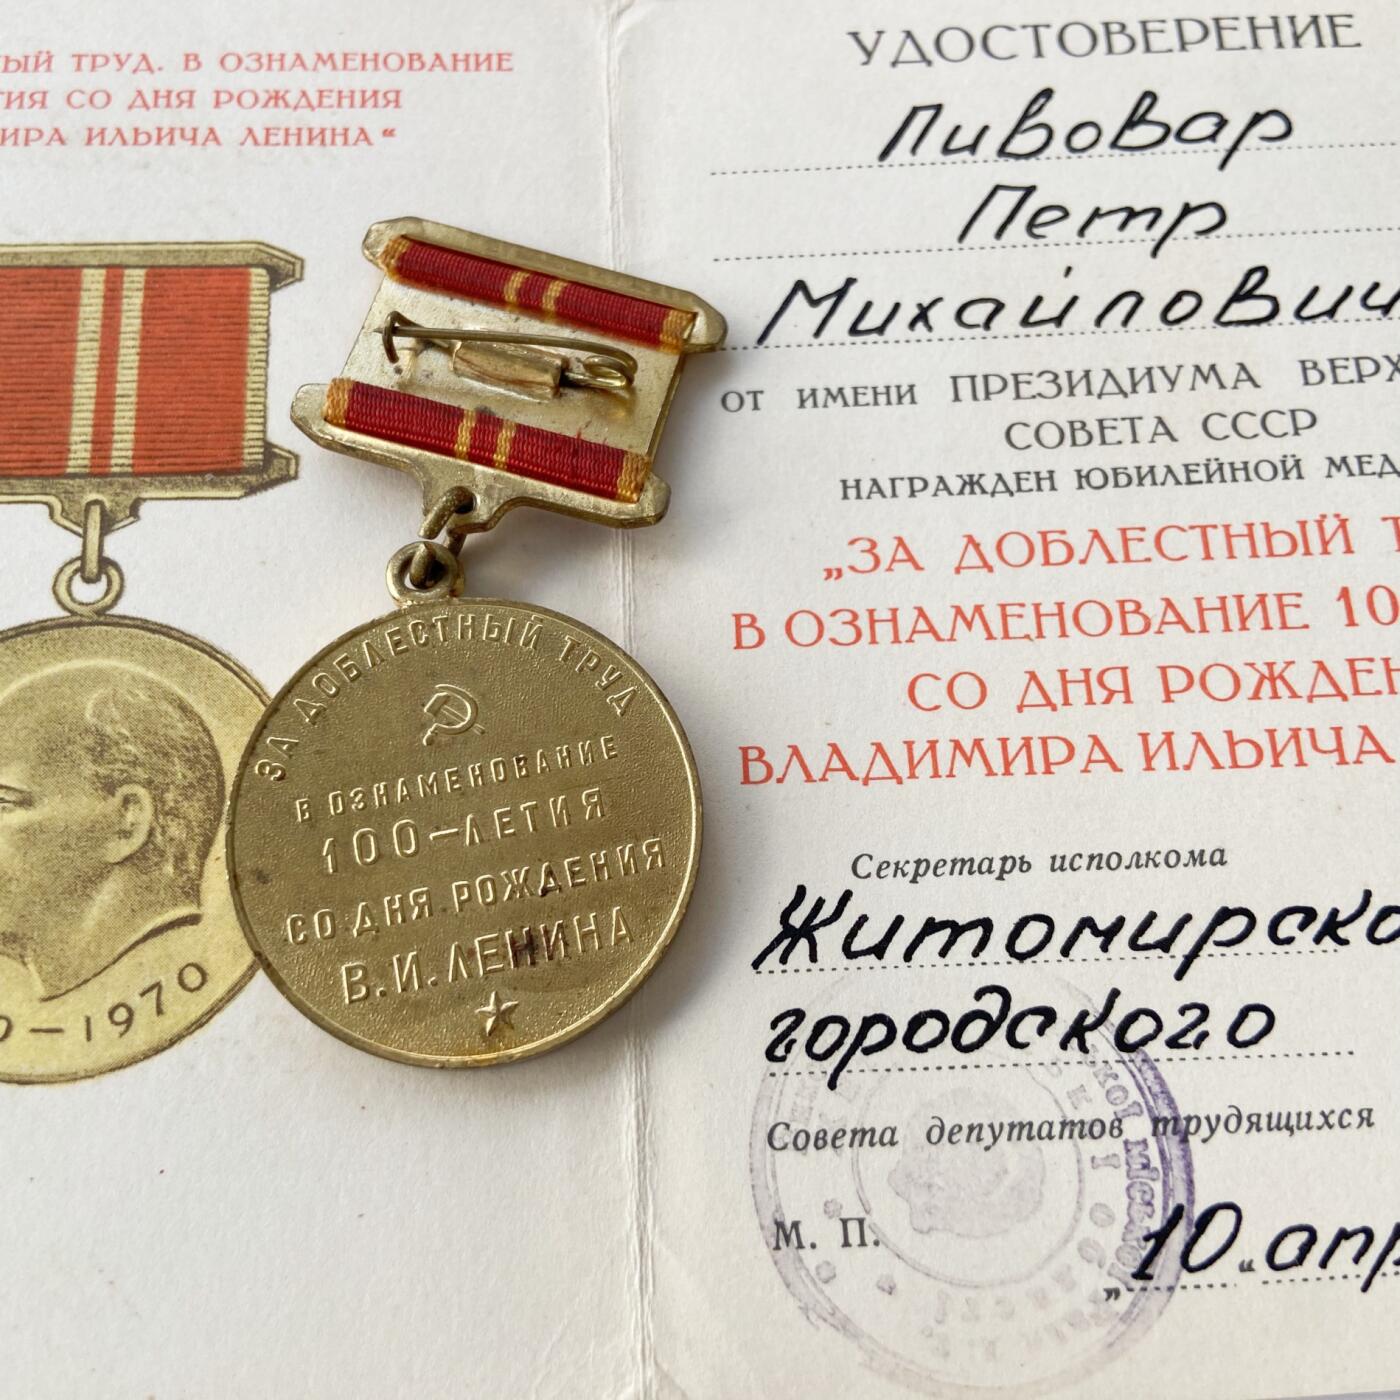 ЫЙ ТРУД. В ОЗНАМЕНОВАНИЕ
ТИЯ СО ДНЯ РОЖДЕНИЯ
МИРА ИЛЬИЧА ЛЕНИНА“
–1970
ЗА ДОБЛЕСТНЫЙ ТРУД
В ОЗНАМЕНОВАНИЕ
100–ЛЕТИЯ
СО ДНЯ РОЖДЕНИЯ
В.И.ЛЕНИНА
УДОСТОВЕРЕНИЕ
Пивовар
Петр
Михайлович
ОТ ИМЕНИ ПРЕЗИДИУМА ВЕРХ
СОВЕТА СССР
НАГРАЖДЕН ЮБИЛЕЙНОЙ МЕД
„ЗА ДОБЛЕСТНЫЙ Т
В ОЗНАМЕНОВАНИЕ 10
СО ДНЯ РОЖДЕН
ВЛАДИМИРА ИЛЬИЧА
Секретарь исполкома
Житомирско
городского
Совета депутатов трудящихся
М. П.
„10“ апр